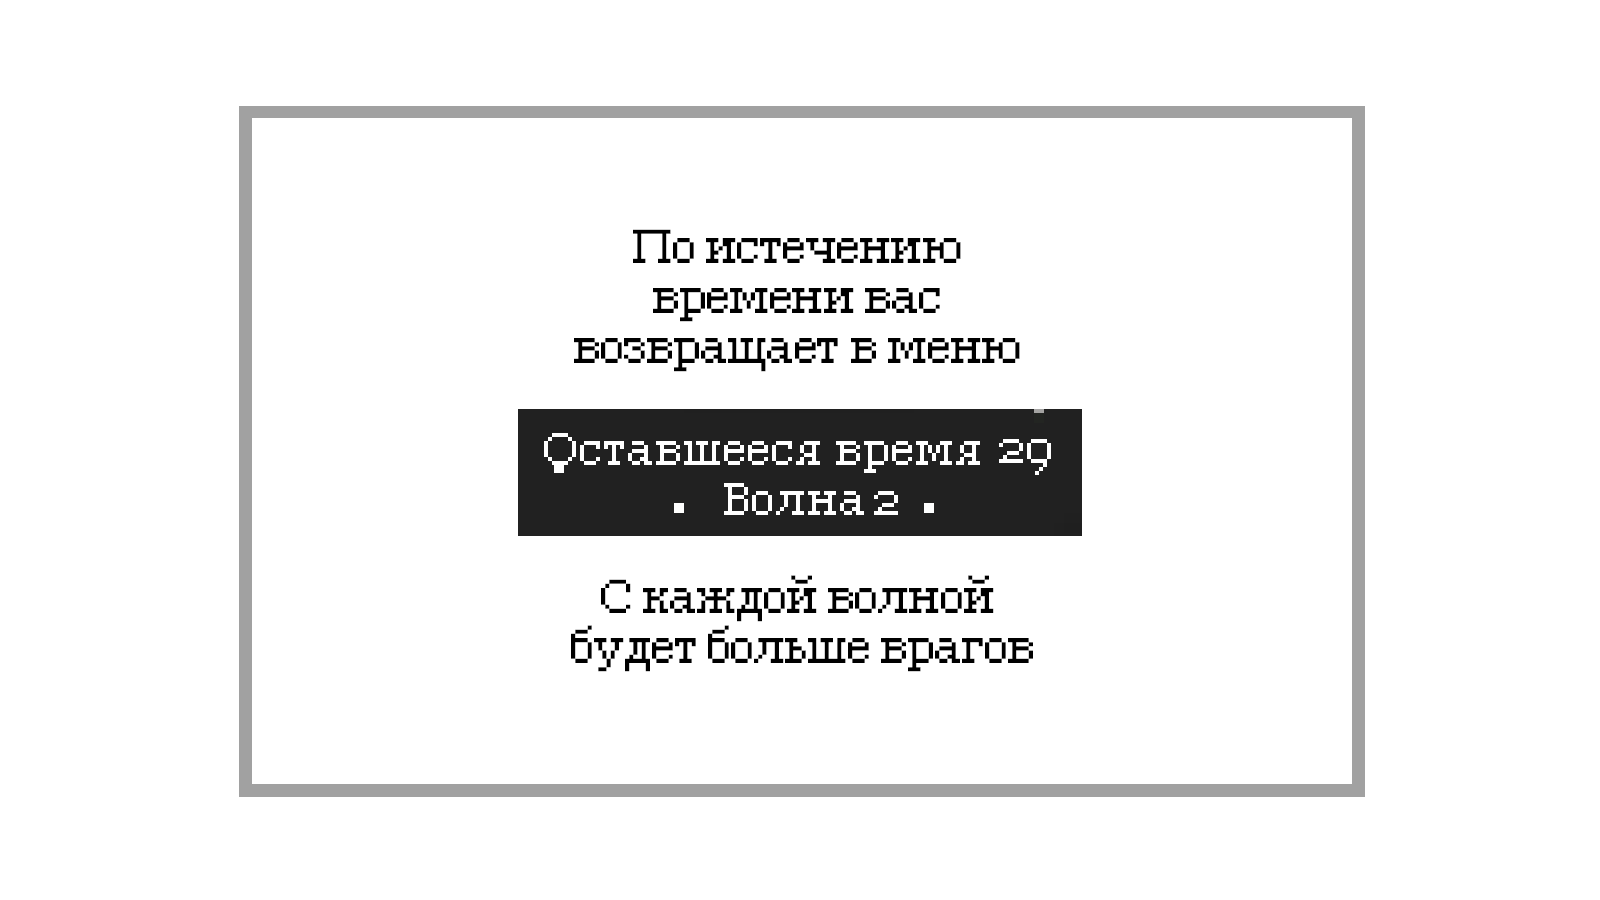 По истечению
времени вас
возвращает в меню
Оставшееся время 29
Волна 2
С каждой волной
будет больше врагов